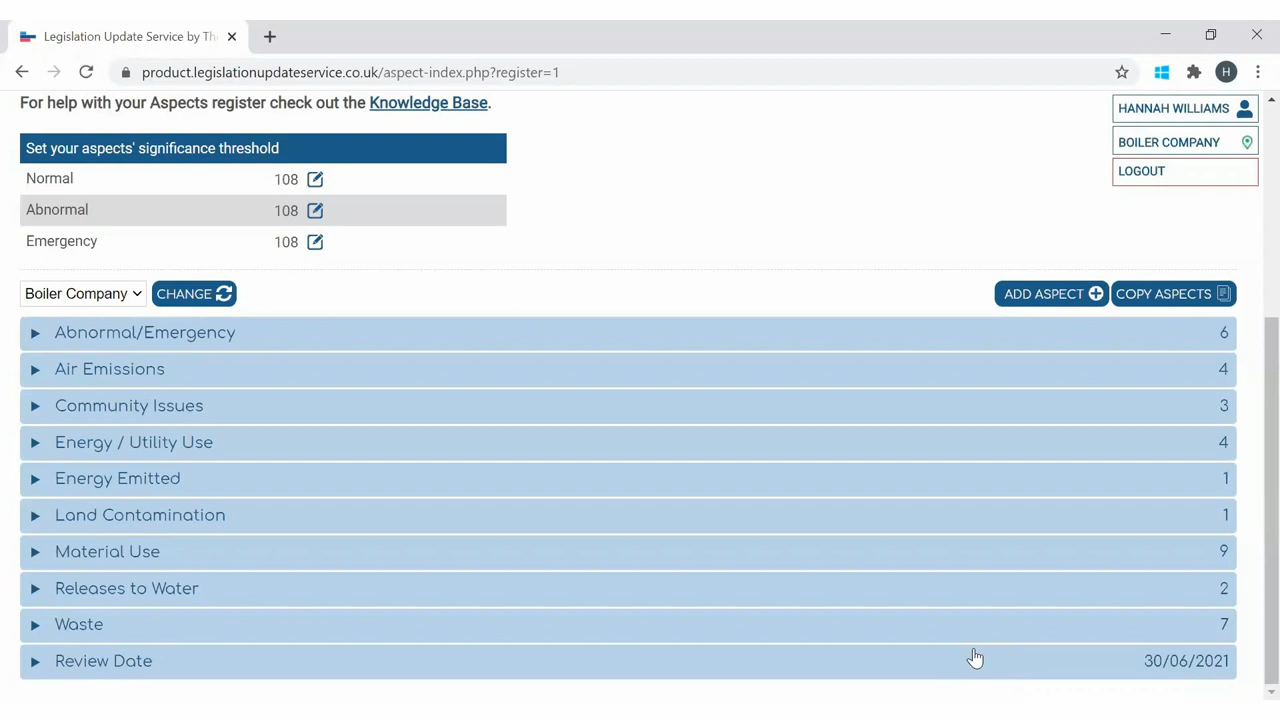 Legislation Update Service by Th
product.legislationupdateservice.co.uk/aspect-index.php?register=1
H
For help with your Aspects register check out the Knowledge Base.
HANNAH WILLIAMS
BOILER COMPANY
LOGOUT
Set your aspects' significance threshold
Normal 108
Abnormal 108
Emergency 108
Boiler Company CHANGE ADD ASPECT COPY ASPECTS
Abnormal/Emergency 6
Air Emissions 4
Community Issues 3
Energy / Utility Use 4
Energy Emitted 1
Land Contamination 1
Material Use 9
Releases to Water 2
Waste 7
Review Date 30/06/2021